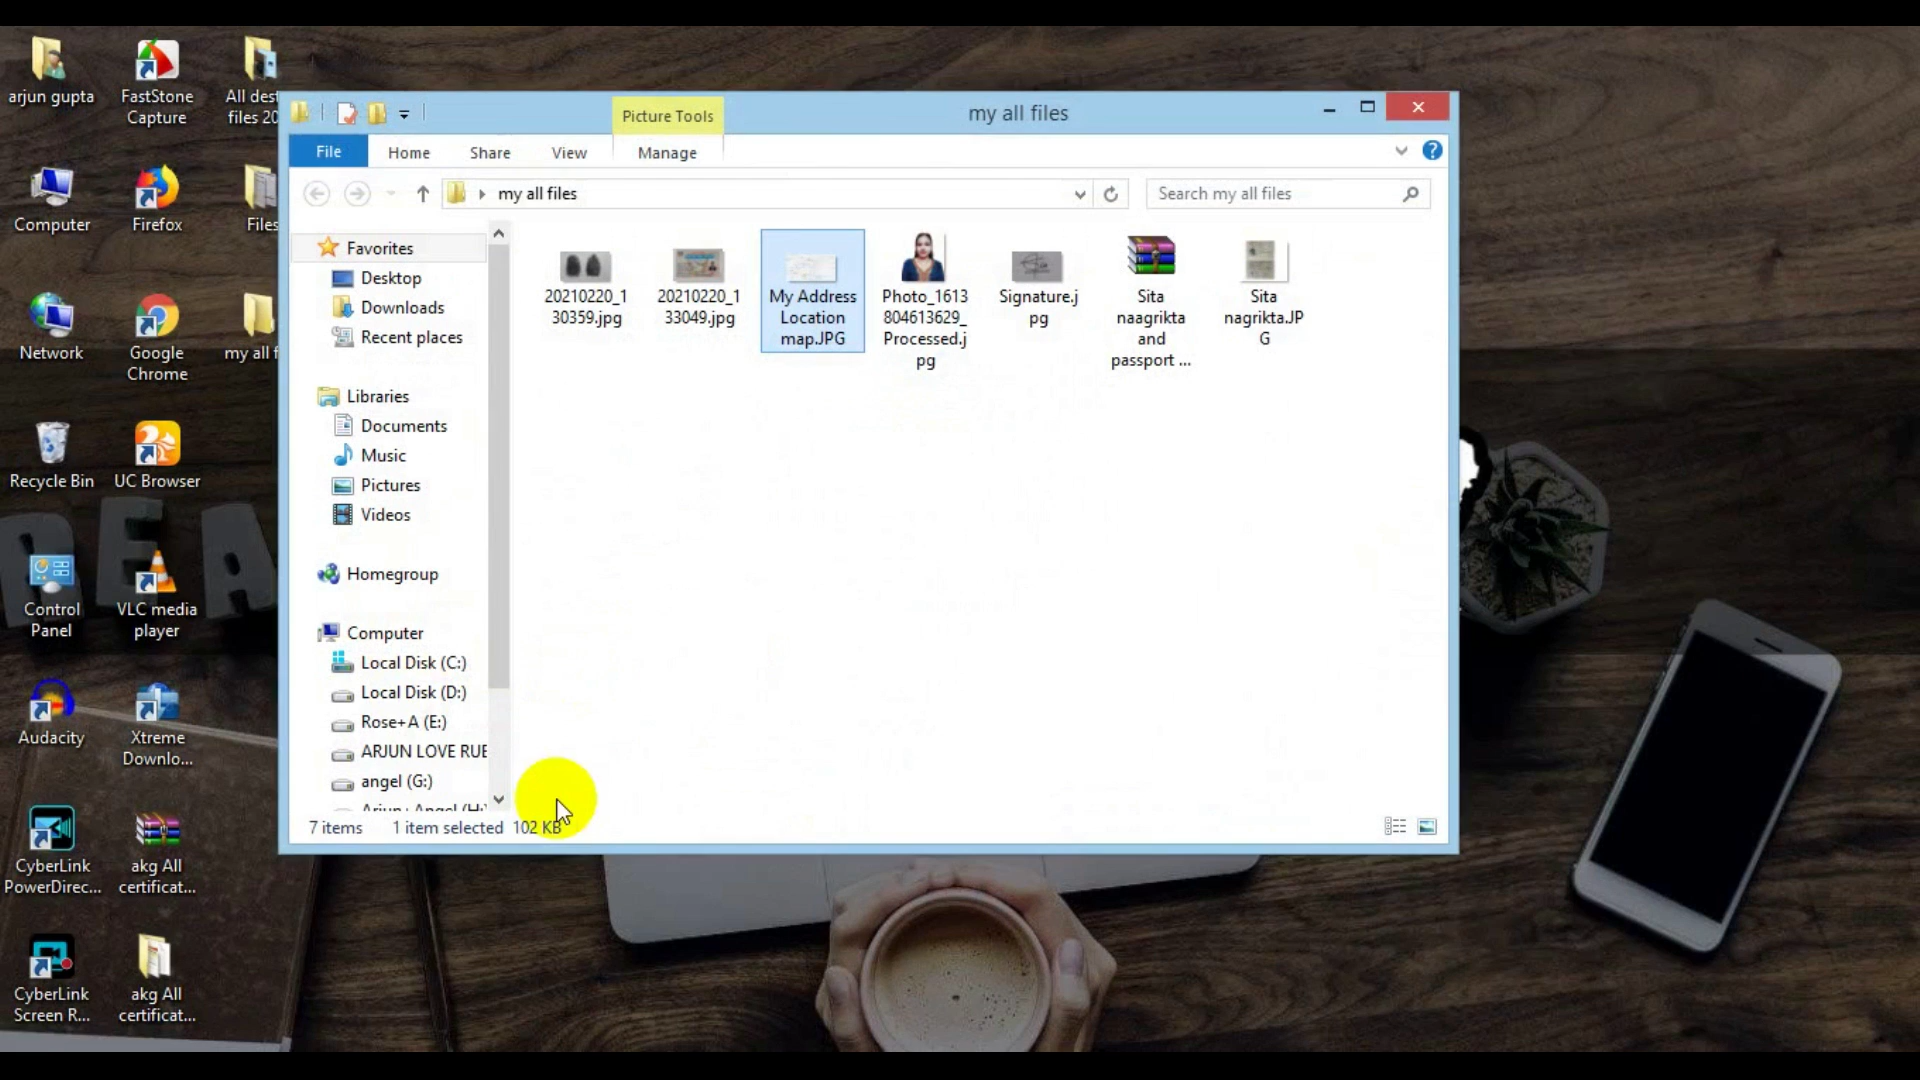 arjun gupta
FastStone
Capture
All des
files 20
Computer
Firefox
Files
Network
Google
Chrome
my all f
Recycle Bin
UC Browser
Control
Panel
VLC media
player
Audacity
Xtreme
Downlo...
CyberLink
PowerDirec...
akg All
certificat...
CyberLink
Screen R...
akg All
certificat...
Picture Tools
my all files
File
Home
Share
View
Manage
my all files
Search my all files
Favorites
Desktop
Downloads
Recent places
Libraries
Documents
Music
Pictures
Videos
Homegroup
Computer
Local Disk (C:)
Local Disk (D:)
Rose+A (E:)
ARJUN LOVE RUE
angel (G:)
Arjun+Angel (H:)
20210220_1
30359.jpg
20210220_1
33049.jpg
My Address
Location
map.JPG
Photo_1613
804613629_
Processed.j
pg
Signature.j
pg
Sita
naagrikta
and
passport ...
Sita
nagrikta.JP
G
7 items
1 item selected 102 KB
REA